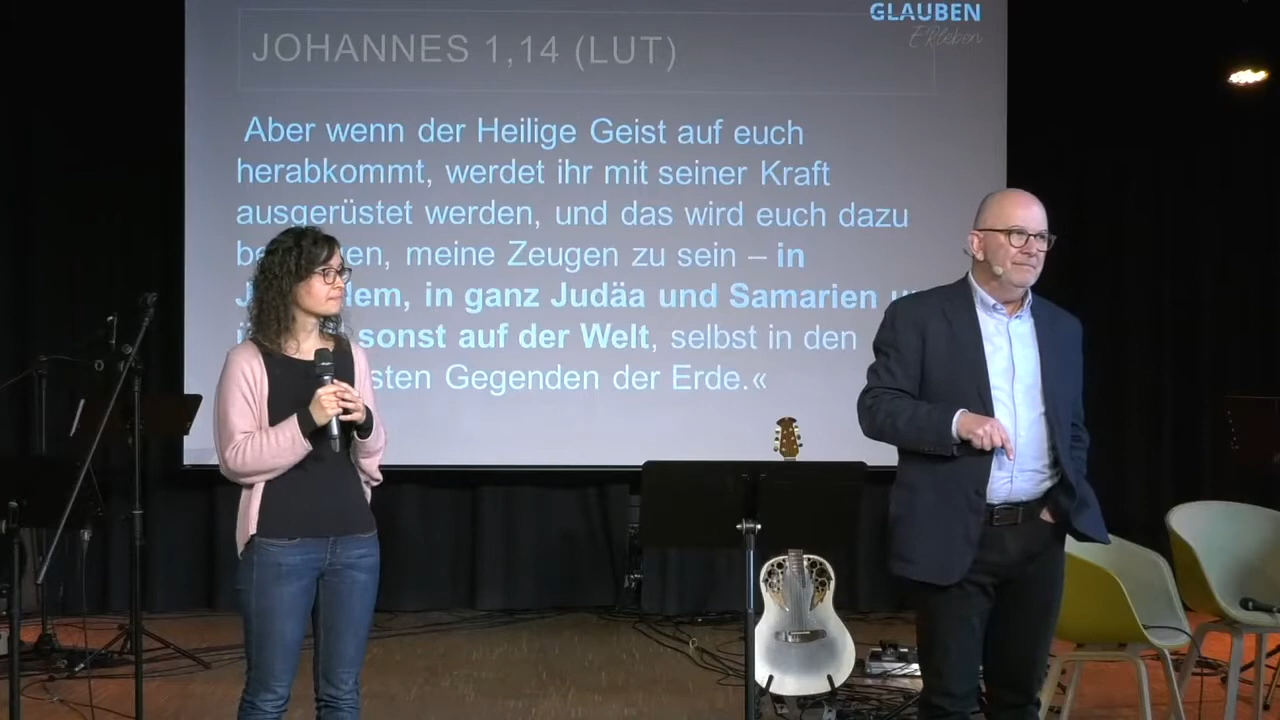 GLAUBEN
ERleben
JOHANNES 1,14 (LUT)
Aber wenn der Heilige Geist auf euch
herabkommt, werdet ihr mit seiner Kraft
ausgerüstet werden, und das wird euch dazu
meine Zeugen zu sein – in
in ganz Judäa und Samarien
sonst auf der Welt, selbst in den
Gegenden der Erde.«